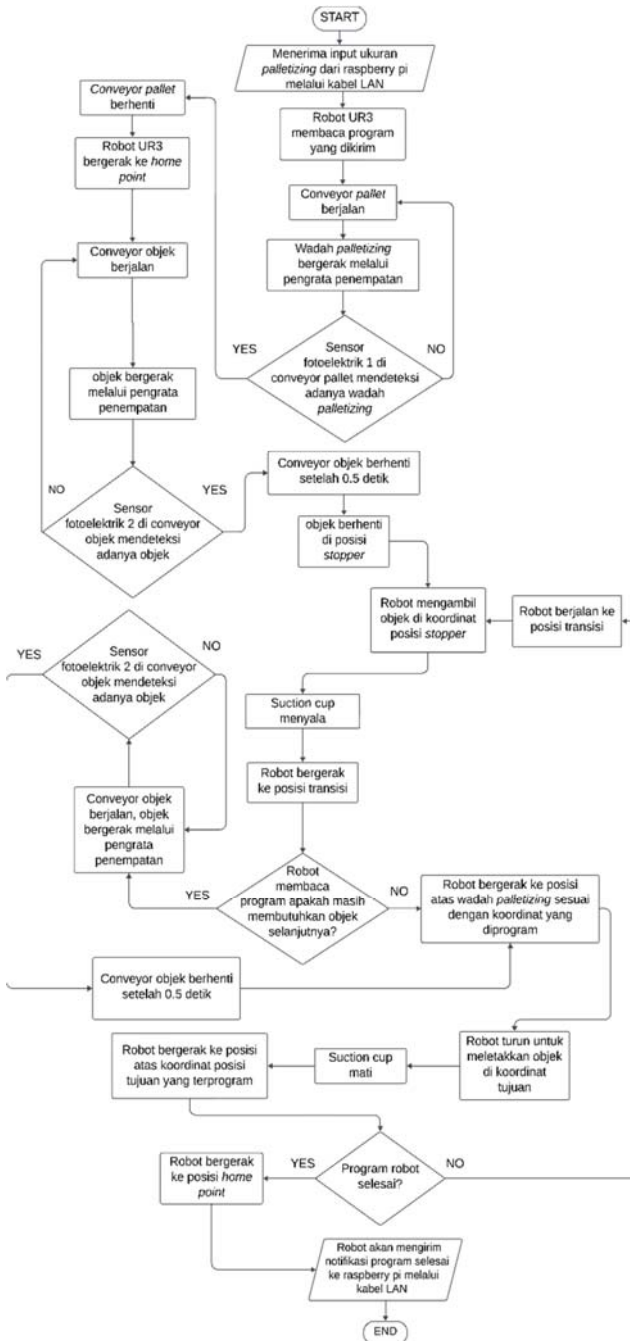 START
Menerima input ukuran
palletizing dari raspberry pi
melalui kabel LAN
Robot UR3
membaca program
yang dikirim
Conveyor pallet
berjalan
Wadah palletizing
bergerak melalui
pengrata penempatan
Sensor
fotoelektrik 1 di
conveyor pallet mendeteksi
adanya wadah
palletizing
YES
NO
Conveyor pallet
berhenti
Robot UR3
bergerak ke home
point
Conveyor objek
berjalan
objek bergerak
melalui pengrata
penempatan
Sensor
fotoelektrik 2 di conveyor
objek mendeteksi
adanya objek
NO
YES
Conveyor objek berhenti
setelah 0.5 detik
objek berhenti
di posisi
stopper
Robot mengambil
objek di koordinat
posisi stopper
Robot berjalan ke
posisi transisi
Suction cup
menyala
Robot bergerak
ke posisi transisi
Robot
membaca
program apakah masih
membutuhkan objek
selanjutnya?
YES
NO
Conveyor objek
berjalan, objek
bergerak melalui
pengrata
penempatan
Sensor
fotoelektrik 2 di conveyor
objek mendeteksi
adanya objek
YES
NO
Conveyor objek berhenti
setelah 0.5 detik
Robot bergerak ke posisi
atas wadah palletizing sesuai
dengan koordinat yang
diprogram
Robot turun untuk
meletakkan objek
di koordinat
tujuan
Suction cup
mati
Robot bergerak ke posisi
atas koordinat posisi
tujuan yang terprogram
Program robot
selesai?
YES
NO
Robot bergerak
ke posisi home
point
Robot akan mengirim
notifikasi program selesai
ke raspberry pi melalui
kabel LAN
END